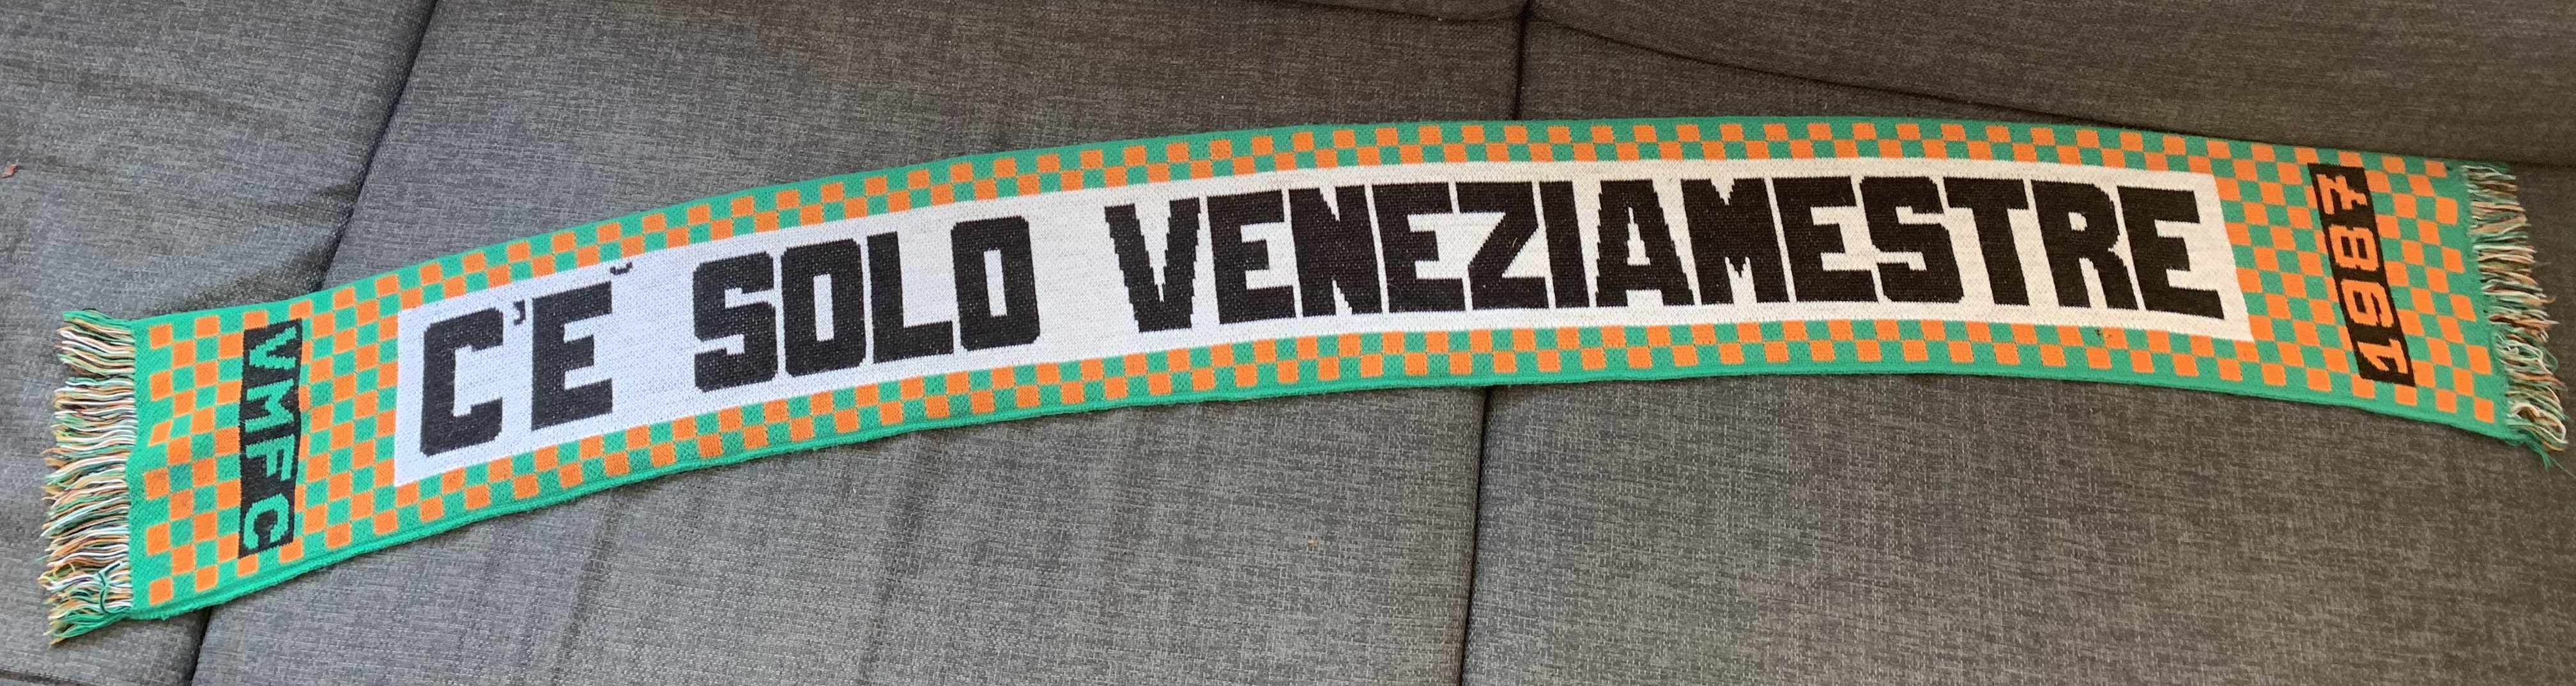 VMFC
C'E' SOLO VENEZIAMESTRE
1987